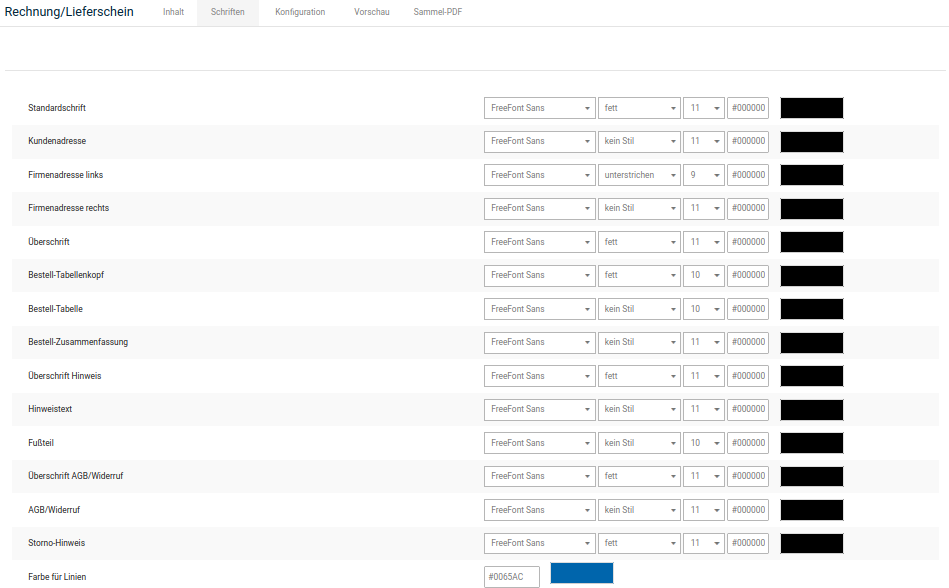 Rechnung/Lieferschein Inhalt Schriften Konfiguration Vorschau Sammel-PDF
Standardschrift FreeFont Sans fett 11 #000000
Kundenadresse FreeFont Sans kein Stil 11 #000000
Firmenadresse links FreeFont Sans unterstrichen 9 #000000
Firmenadresse rechts FreeFont Sans kein Stil 11 #000000
Überschrift FreeFont Sans fett 11 #000000
Bestell-Tabellenkopf FreeFont Sans fett 10 #000000
Bestell-Tabelle FreeFont Sans kein Stil 10 #000000
Bestell-Zusammenfassung FreeFont Sans kein Stil 11 #000000
Überschrift Hinweis FreeFont Sans fett 11 #000000
Hinweistext FreeFont Sans kein Stil 11 #000000
Fußteil FreeFont Sans kein Stil 10 #000000
Überschrift AGB/Widerruf FreeFont Sans fett 11 #000000
AGB/Widerruf FreeFont Sans kein Stil 11 #000000
Storno-Hinweis FreeFont Sans fett 11 #000000
Farbe für Linien #0065AC